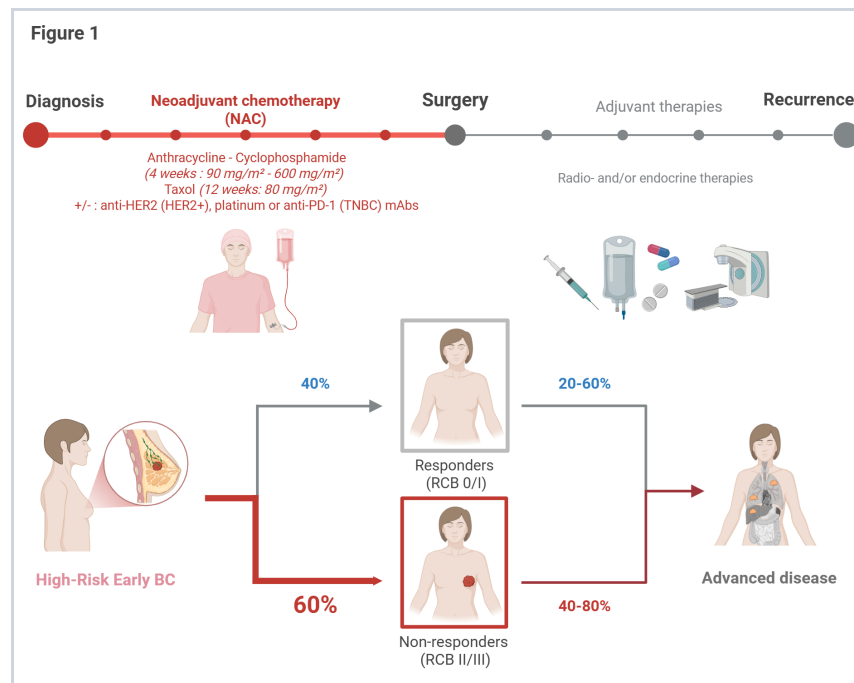 Figure 1
Diagnosis
Neoadjuvant chemotherapy
(NAC)
Surgery
Adjuvant therapies
Recurrence
Anthracycline - Cyclophosphamide
(4 weeks : 90 mg/m² - 600 mg/m²)
Taxol (12 weeks: 80 mg/m²)
+/- : anti-HER2 (HER2+), platinum or anti-PD-1 (TNBC) mAbs
Radio- and/or endocrine therapies
40%
20-60%
Responders
(RCB 0/I)
High-Risk Early BC
60%
40-80%
Advanced disease
Non-responders
(RCB II/III)